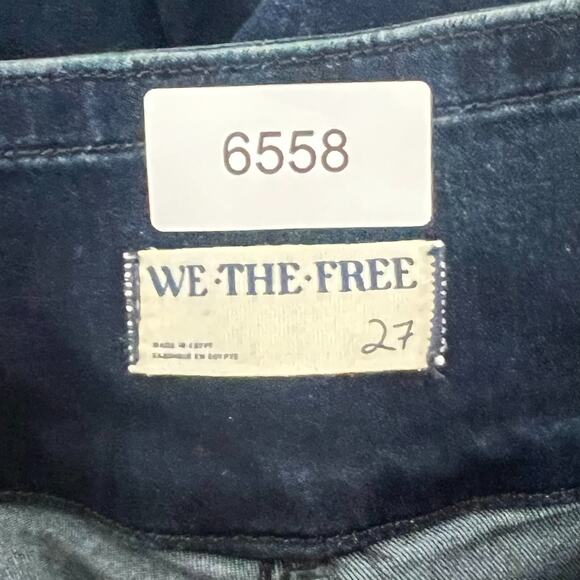 6558
WE·THE·FREE
27
MADE IN EGYPT
FABRIQUÉ EN EGYPTE